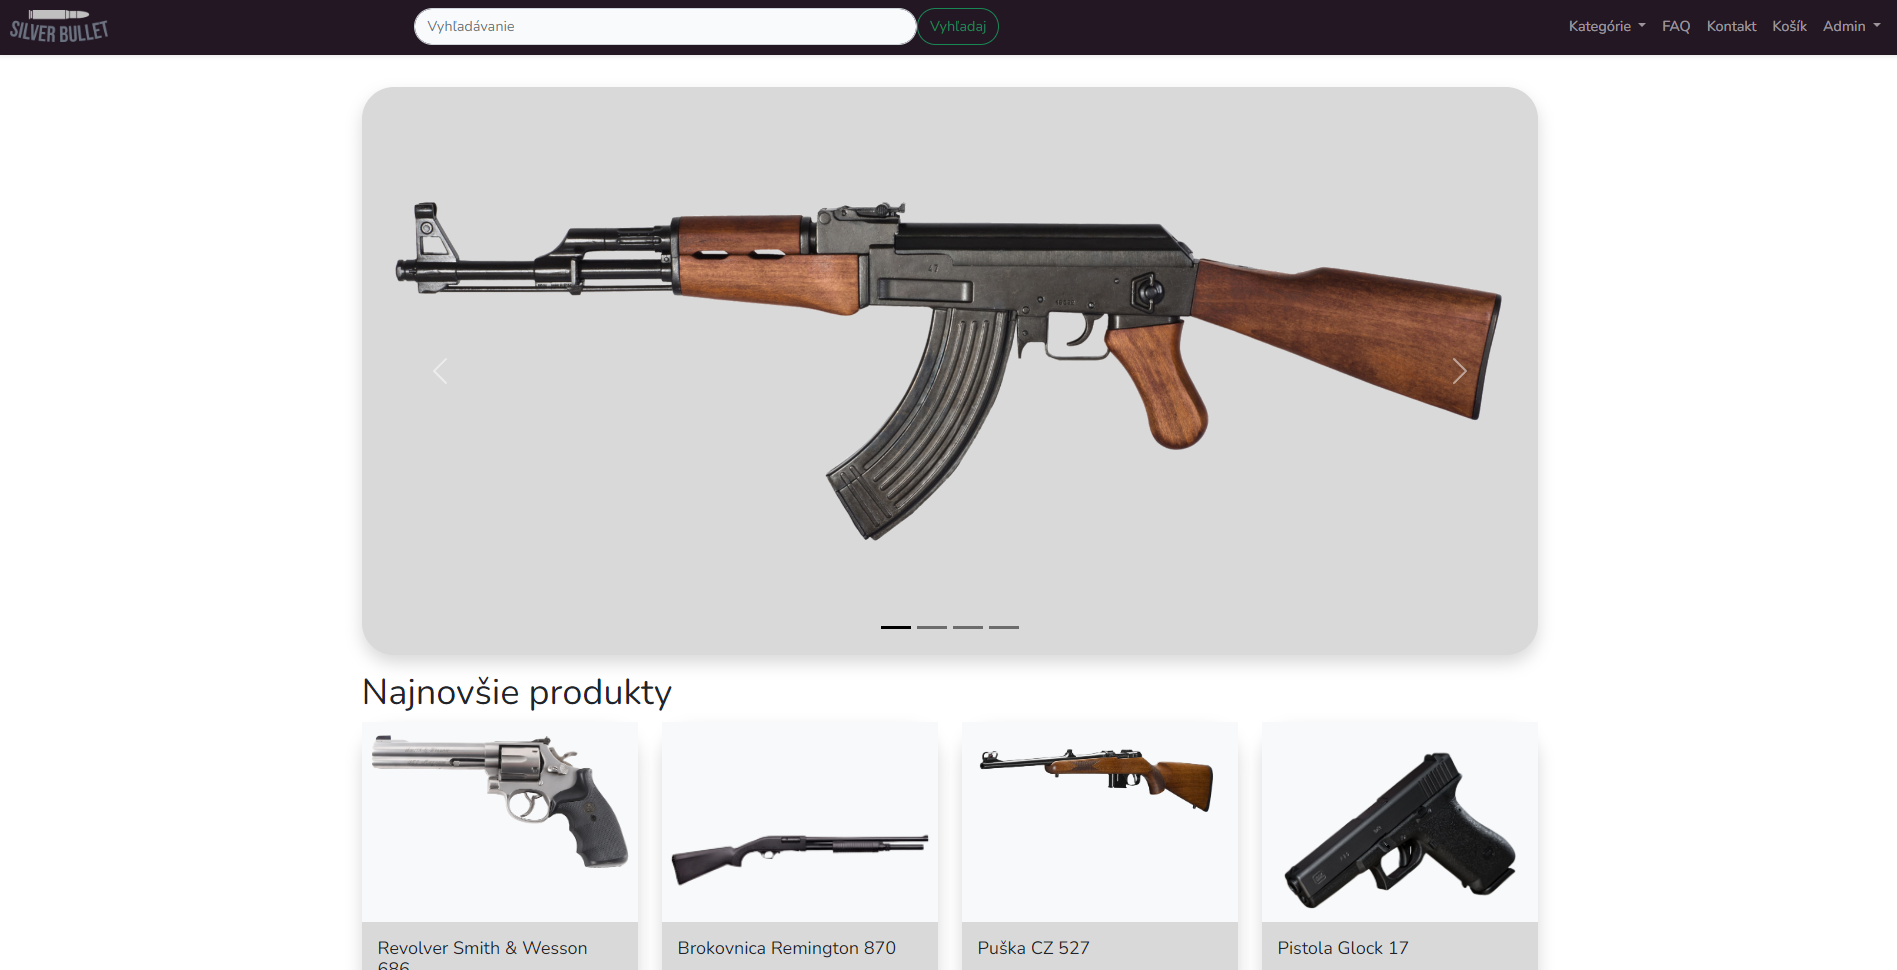 SILVER BULLET
Vyhľadávanie
Vyhľadaj
Kategórie
FAQ
Kontakt
Košík
Admin
47
Najnovšie produkty
Revolver Smith & Wesson
686
Brokovnica Remington 870
Puška CZ 527
Pistola Glock 17